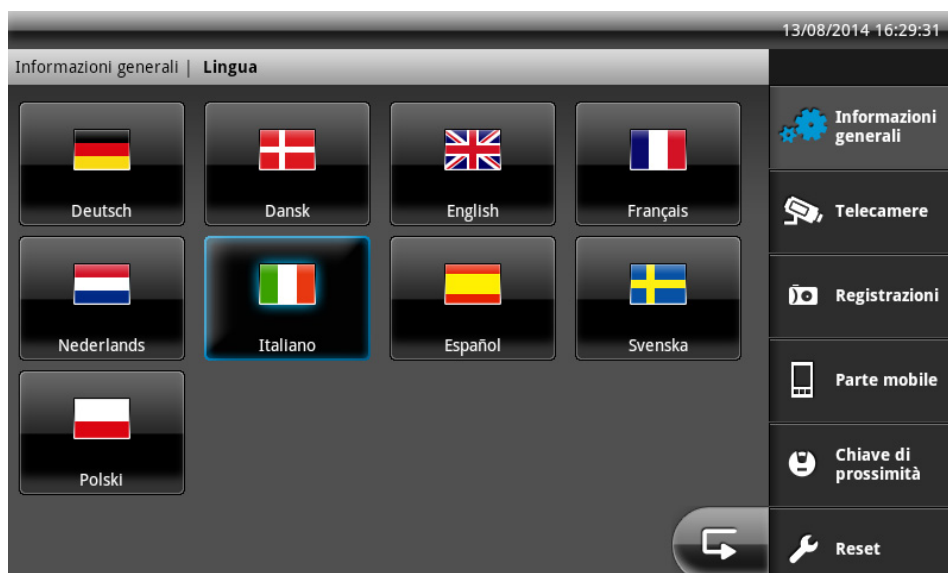 13/08/2014 16:29:31
Informazioni generali | Lingua
Deutsch
Dansk
English
Français
Nederlands
Italiano
Español
Svenska
Polski
Informazioni
generali
Telecamere
Registrazioni
Parte mobile
Chiave di
prossimità
Reset